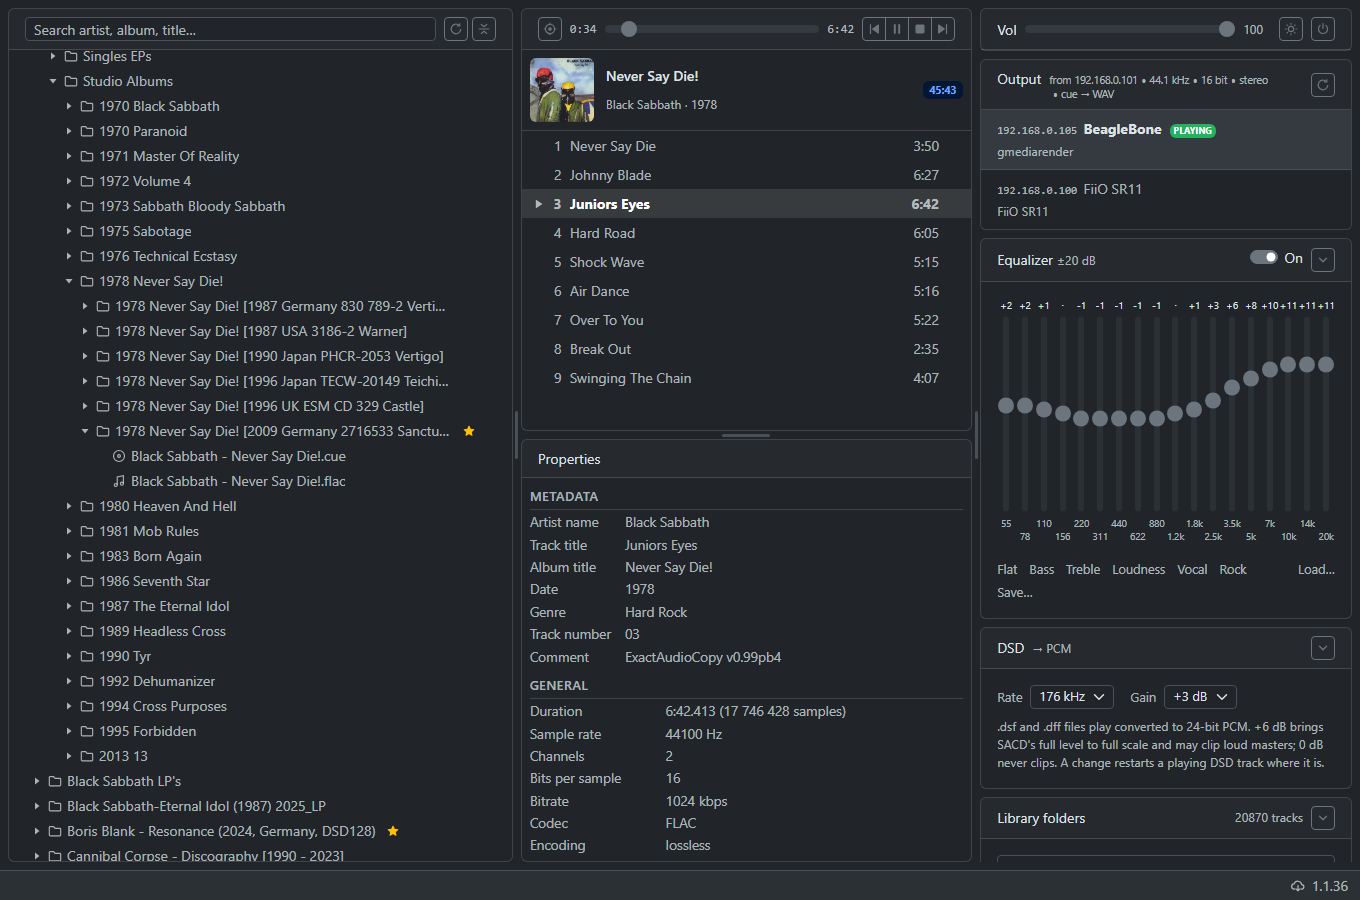 Search artist, album, title...
Singles EPs
Studio Albums
1970 Black Sabbath
1970 Paranoid
1971 Master Of Reality
1972 Volume 4
1973 Sabbath Bloody Sabbath
1975 Sabotage
1976 Technical Ecstasy
1978 Never Say Die!
1978 Never Say Die! [1987 Germany 830 789-2 Verti...
1978 Never Say Die! [1987 USA 3186-2 Warner]
1978 Never Say Die! [1990 Japan PHCR-2053 Vertigo]
1978 Never Say Die! [1996 Japan TECW-20149 Teichi...
1978 Never Say Die! [1996 UK ESM CD 329 Castle]
1978 Never Say Die! [2009 Germany 2716533 Sanctu...
Black Sabbath - Never Say Die!.cue
Black Sabbath - Never Say Die!.flac
1980 Heaven And Hell
1981 Mob Rules
1983 Born Again
1986 Seventh Star
1987 The Eternal Idol
1989 Headless Cross
1990 Tyr
1992 Dehumanizer
1994 Cross Purposes
1995 Forbidden
2013 13
Black Sabbath LP's
Black Sabbath-Eternal Idol (1987) 2025_LP
Boris Blank - Resonance (2024, Germany, DSD128)
Cannibal Corpse - Discography [1990 - 2023]
0:34 6:42
Never Say Die!
Black Sabbath · 1978
45:43
1 Never Say Die 3:50
2 Johnny Blade 6:27
3 Juniors Eyes 6:42
4 Hard Road 6:05
5 Shock Wave 5:15
6 Air Dance 5:16
7 Over To You 5:22
8 Break Out 2:35
9 Swinging The Chain 4:07
Properties
METADATA
Artist name Black Sabbath
Track title Juniors Eyes
Album title Never Say Die!
Date 1978
Genre Hard Rock
Track number 03
Comment ExactAudioCopy v0.99pb4
GENERAL
Duration 6:42.413 (17 746 428 samples)
Sample rate 44100 Hz
Channels 2
Bits per sample 16
Bitrate 1024 kbps
Codec FLAC
Encoding lossless
Vol 100
Output from 192.168.0.101 • 44.1 kHz • 16 bit • stereo
• cue → WAV
192.168.0.105 BeagleBone PLAYING
gmediarender
192.168.0.100 FiiO SR11
FiiO SR11
Equalizer ±20 dB On
+2 +2 +1 · -1 -1 -1 -1 -1 · +1 +3 +6 +8 +10 +11 +11 +11
55 110 220 440 880 1.8k 3.5k 7k 14k
78 156 311 622 1.2k 2.5k 5k 10k 20k
Flat Bass Treble Loudness Vocal Rock Load...
Save...
DSD → PCM
Rate 176 kHz Gain +3 dB
.dsf and .dff files play converted to 24-bit PCM. +6 dB brings
SACD's full level to full scale and may clip loud masters; 0 dB
never clips. A change restarts a playing DSD track where it is.
Library folders 20870 tracks
1.1.36